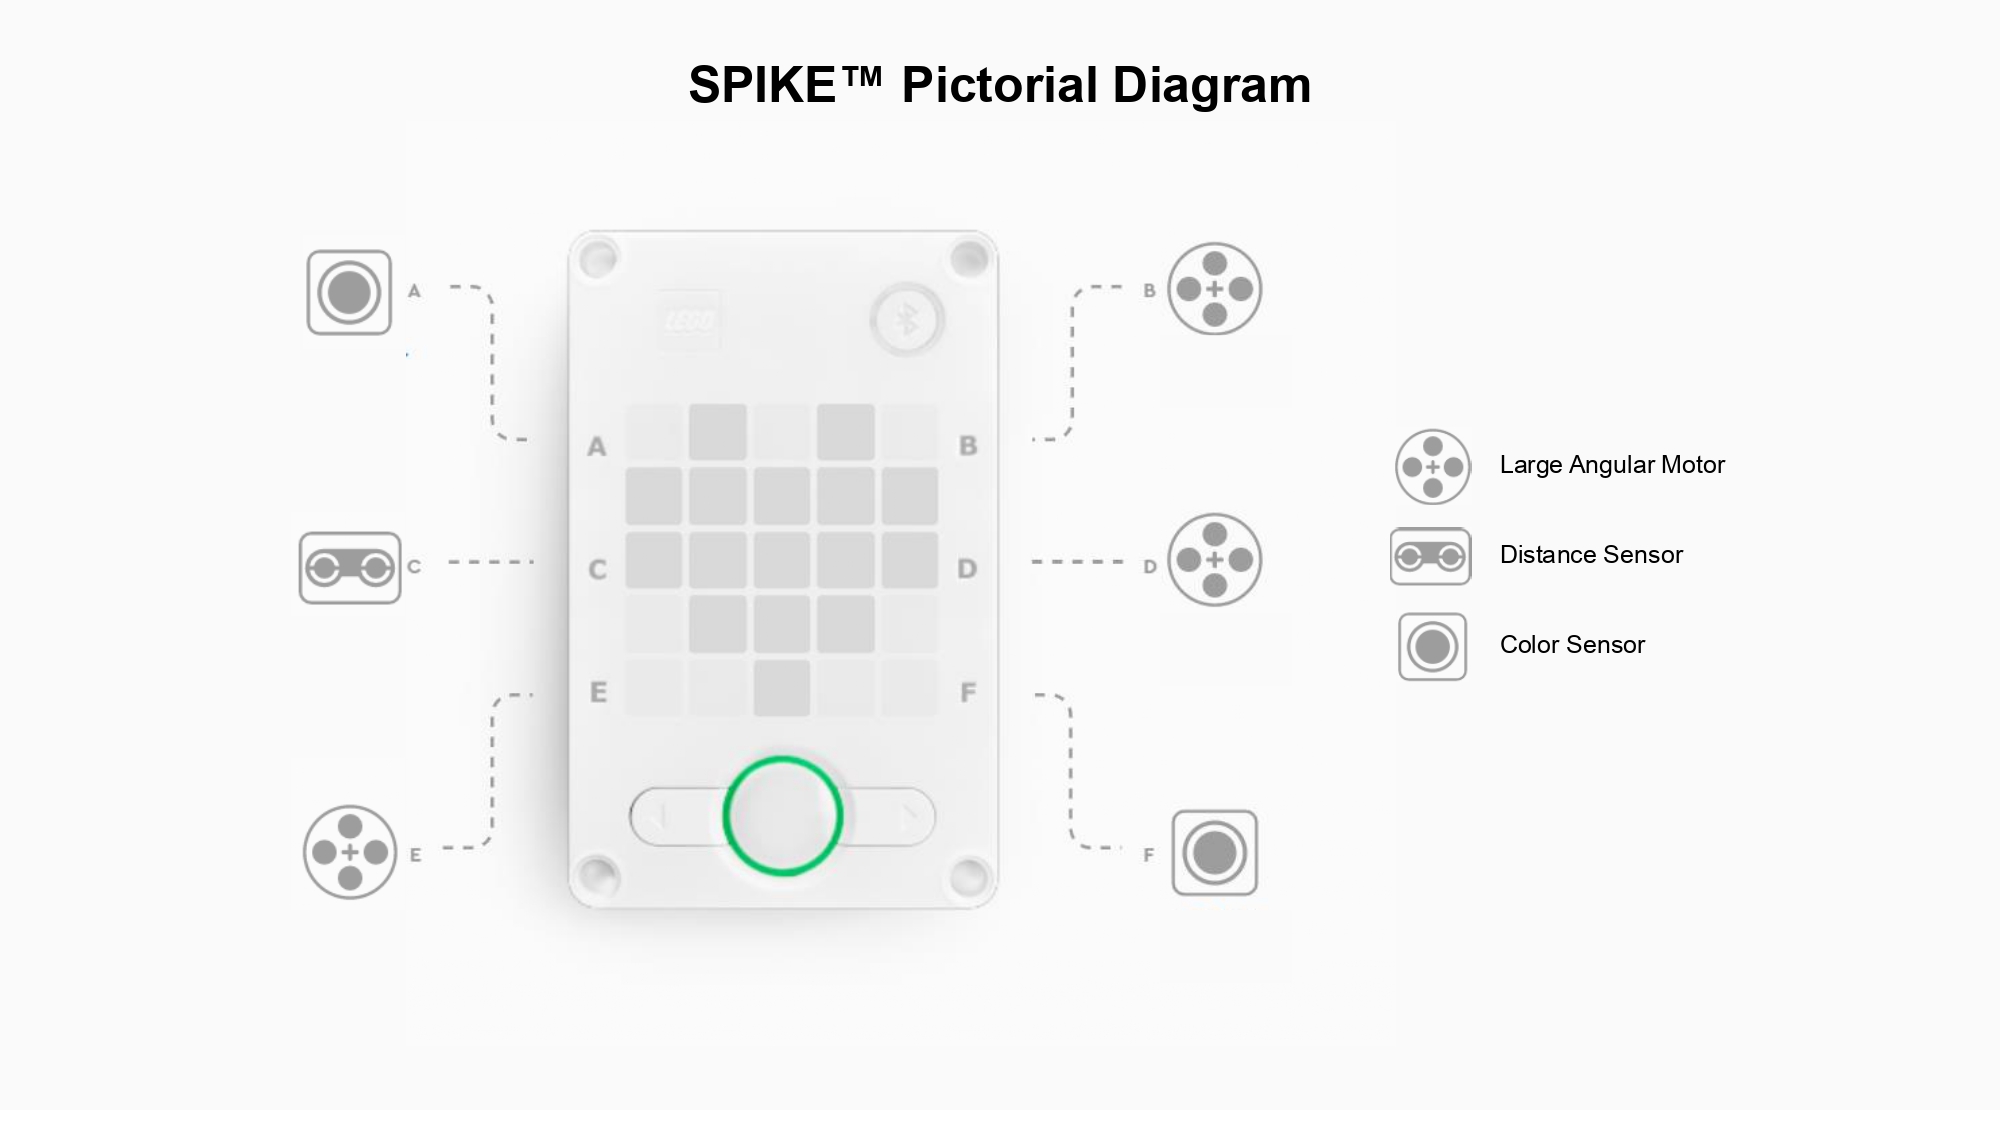 SPIKE™ Pictorial Diagram
A
B
LEGO
A
B
Large Angular Motor
C
C
D
D
Distance Sensor
Color Sensor
E
F
E
F